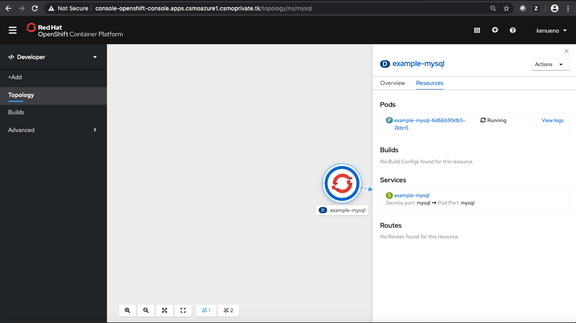 Not Secure | console-openshift-console.apps.csmoazure1.csmoprivate.tk/topology/ns/mysql
Red Hat
OpenShift Container Platform
kenueno
Developer
+Add
Topology
Builds
Advanced
D example-mysql
Actions
Overview
Resources
Pods
P example-mysql-6d66b99db5-
2kbn5
Running
View logs
Builds
No Build Configs found for this resource.
Services
S example-mysql
Service port: mysql → Pod Port: mysql
Routes
No Routes found for this resource
D example-mysql
1
2